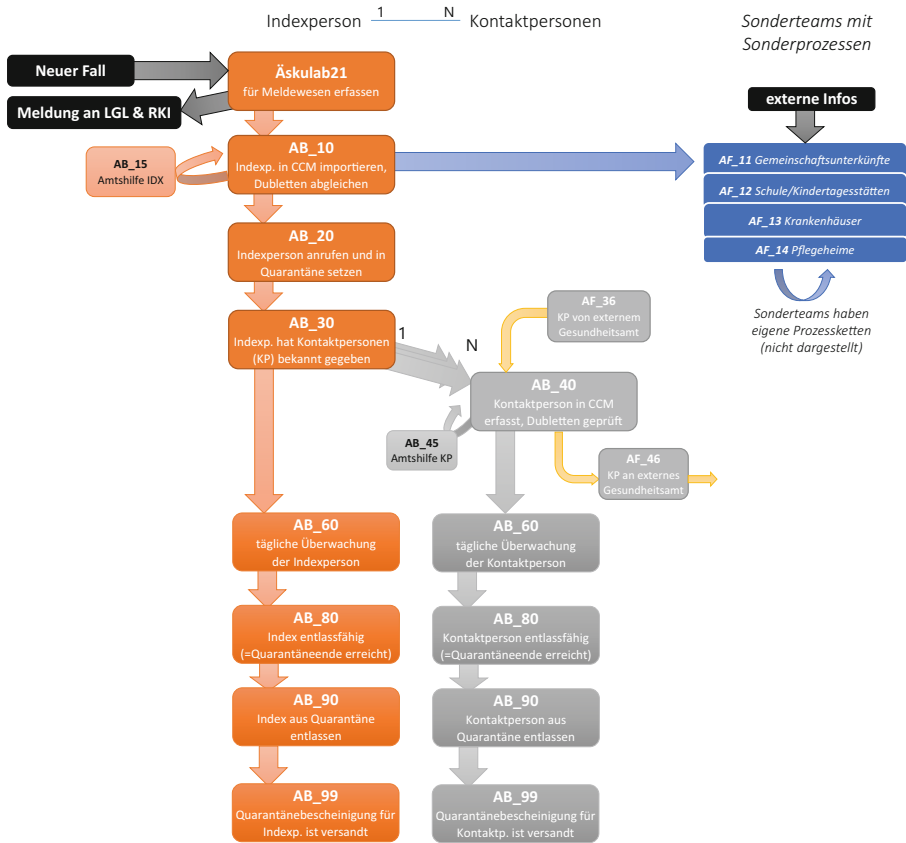 Indexperson 1 N Kontaktpersonen
Sonderteams mit
Sonderprozessen
Neuer Fall
Meldung an LGL & RKI
Äskulab21
für Meldewesen erfassen
externe Infos
AB_15
Amtshilfe IDX
AB_10
Indexp. in CCM importieren,
Dubletten abgleichen
AF_11 Gemeinschaftsunterkünfte
AF_12 Schule/Kindertagesstätten
AF_13 Krankenhäuser
AF_14 Pflegeheime
Sonderteams haben
eigene Prozessketten
(nicht dargestellt)
AB_20
Indexperson anrufen und in
Quarantäne setzen
AB_30
Indexp. hat Kontaktpersonen
(KP) bekannt gegeben
1
N
AF_36
KP von externem
Gesundheitsamt
AB_40
Kontaktperson in CCM
erfasst, Dubletten geprüft
AB_45
Amtshilfe KP
AF_46
KP an externes
Gesundheitsamt
AB_60
tägliche Überwachung
der Indexperson
AB_60
tägliche Überwachung
der Kontaktperson
AB_80
Index entlassfähig
(=Quarantäneende erreicht)
AB_80
Kontaktperson entlassfähig
(=Quarantäneende erreicht)
AB_90
Index aus Quarantäne
entlassen
AB_90
Kontaktperson aus
Quarantäne entlassen
AB_99
Quarantänebescheinigung für
Indexp. ist versandt
AB_99
Quarantänebescheinigung für
Kontaktp. ist versandt